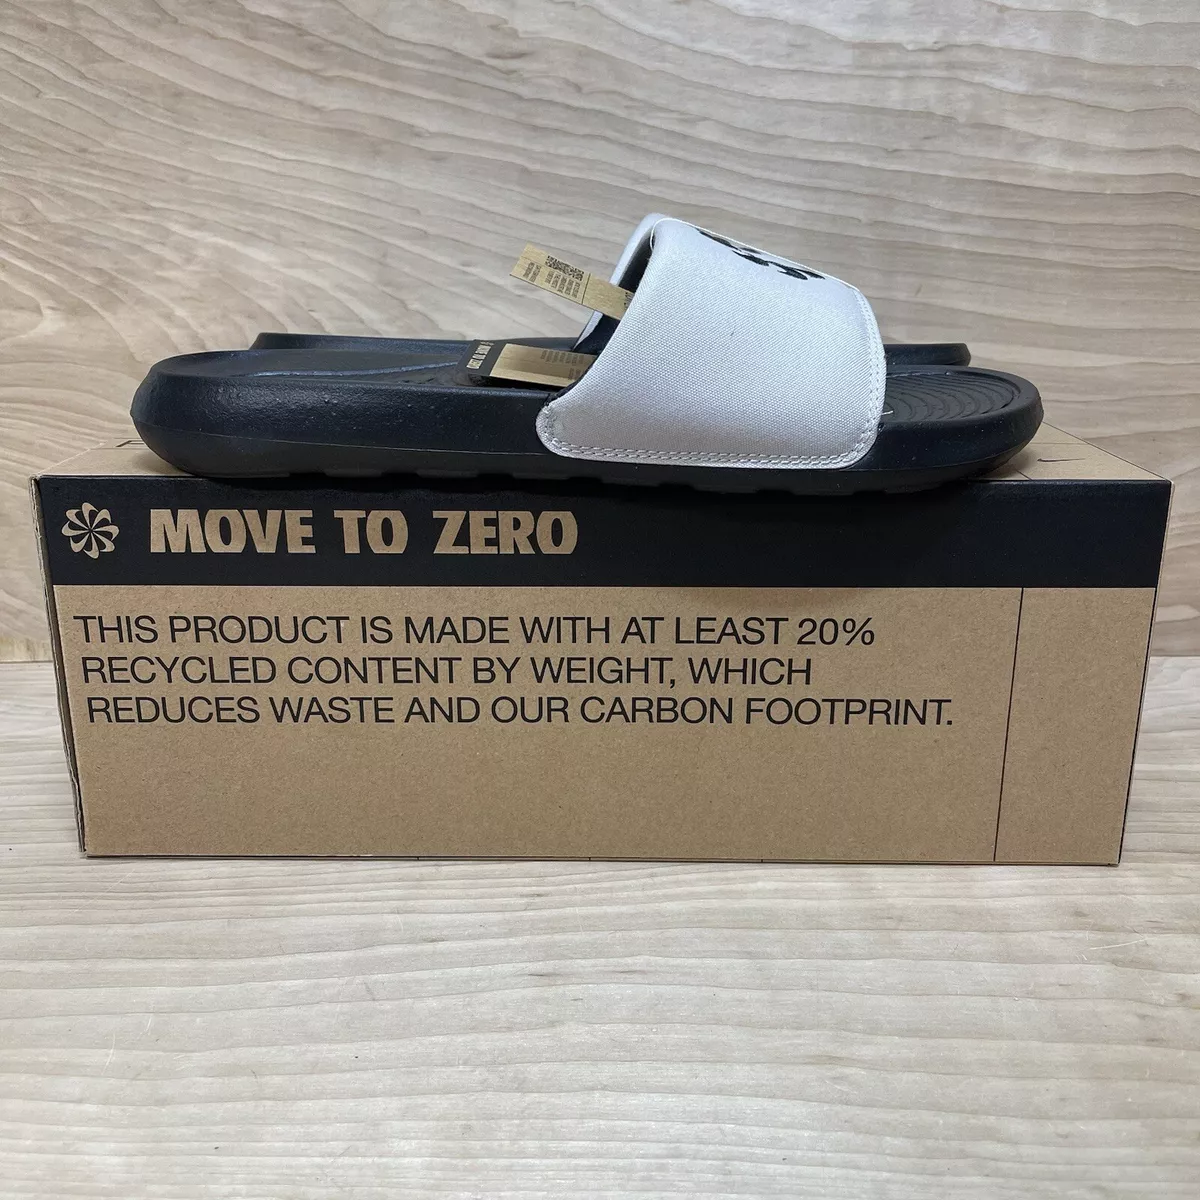 MOVE TO ZERO
THIS PRODUCT IS MADE WITH AT LEAST 20%
RECYCLED CONTENT BY WEIGHT, WHICH
REDUCES WASTE AND OUR CARBON FOOTPRINT.